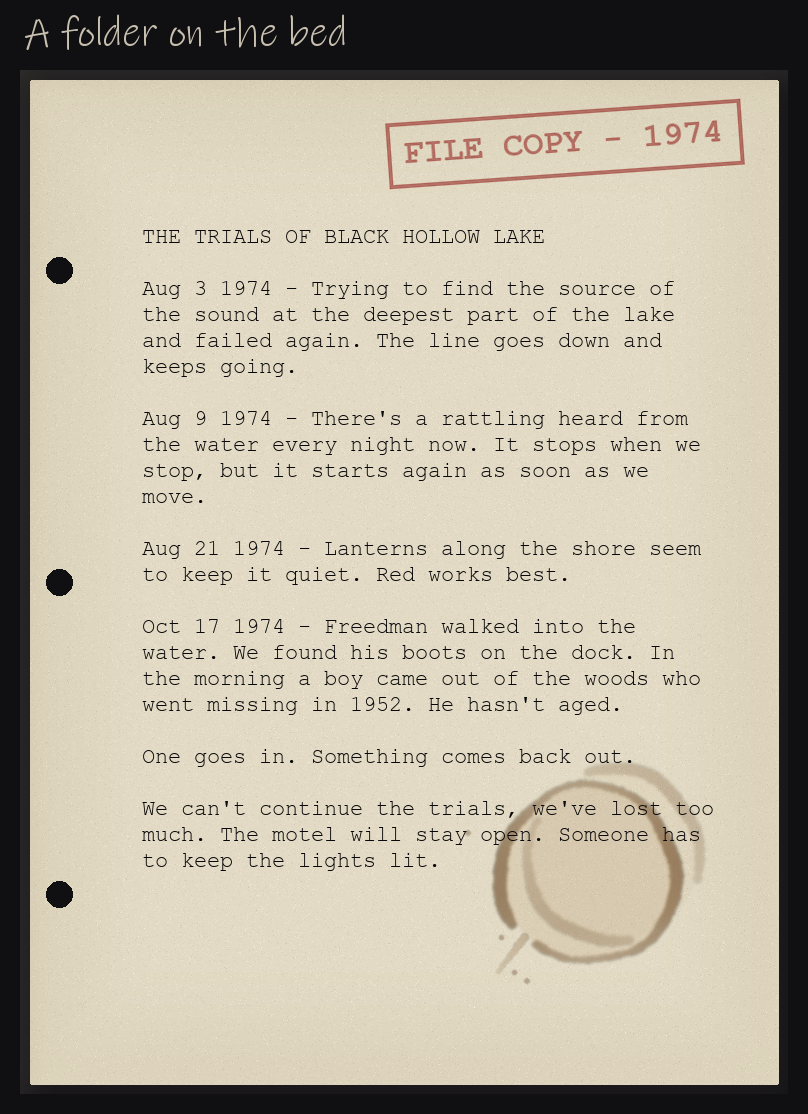 A folder on the bed
FILE COPY - 1974
THE TRIALS OF BLACK HOLLOW LAKE
Aug 3 1974 - Trying to find the source of
the sound at the deepest part of the lake
and failed again. The line goes down and
keeps going.
Aug 9 1974 - There's a rattling heard from
the water every night now. It stops when we
stop, but it starts again as soon as we
move.
Aug 21 1974 - Lanterns along the shore seem
to keep it quiet. Red works best.
Oct 17 1974 - Freedman walked into the
water. We found his boots on the dock. In
the morning a boy came out of the woods who
went missing in 1952. He hasn't aged.
One goes in. Something comes back out.
We can't continue the trials, we've lost too
much. The motel will stay open. Someone has
to keep the lights lit.